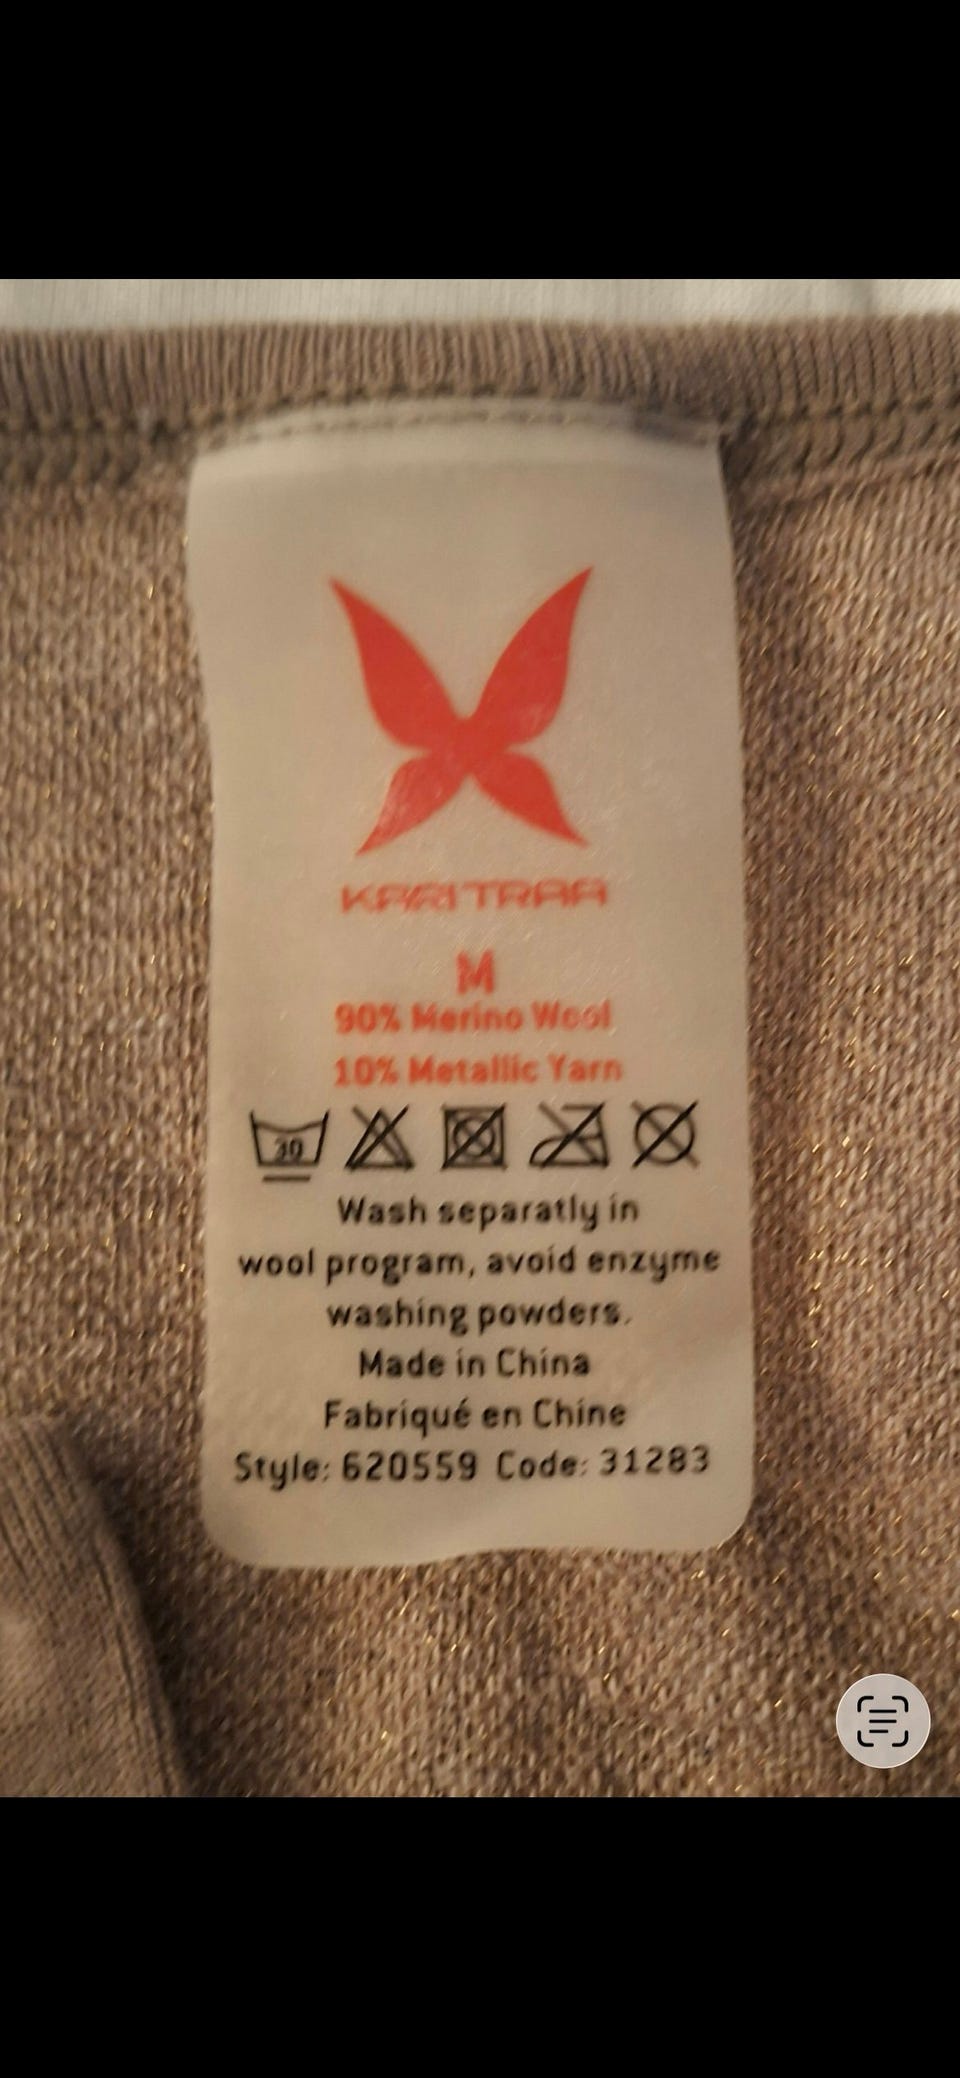 KARI TRAA
M
90% Merino Wool
10% Metallic Yarn
30
Wash separatly in
wool program, avoid enzyme
washing powders.
Made in China
Fabriqué en Chine
Style: 620559 Code: 31283